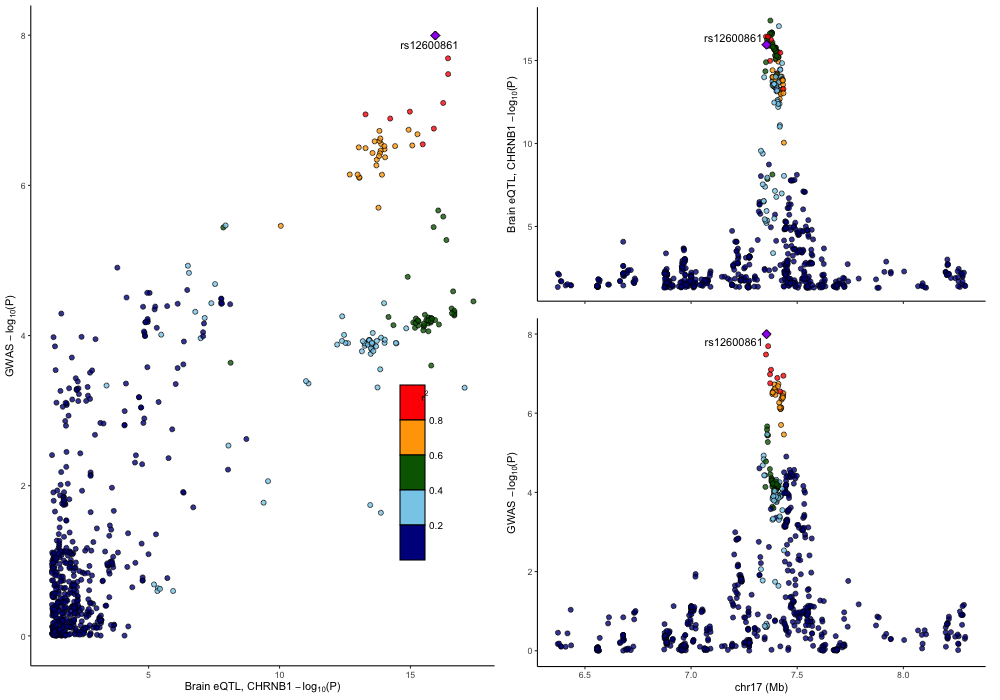 GWAS −log10(P)
8
6
4
2
0
rs12600861
r2
0.8
0.6
0.4
0.2
5
10
15
Brain eQTL, CHRNB1 −log10(P)
Brain eQTL, CHRNB1 −log10(P)
15
10
5
rs12600861
GWAS −log10(P)
8
6
4
2
0
rs12600861
6.5
7.0
7.5
8.0
chr17 (Mb)